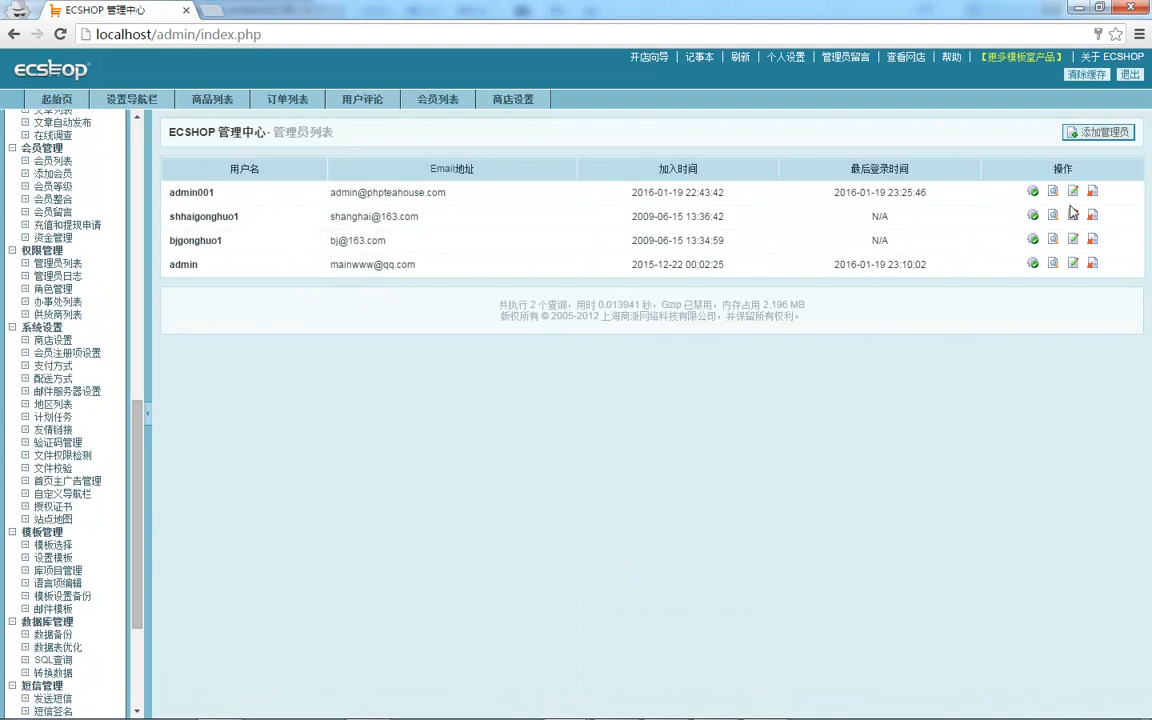 ECSHOP 管理中心
localhost/admin/index.php
ECSHOP
开店向导 | 记事本 | 刷新 | 个人设置 | 管理员留言 | 查看网店 | 帮助 | 【更多模板堂产品】 | 关于 ECSHOP
清除缓存 退出
起始页 设置导航栏 商品列表 订单列表 用户评论 会员列表 商店设置
文章列表
文章自动发布
在线调查
会员管理
会员列表
添加会员
会员等级
会员整合
会员留言
充值和提现申请
资金管理
权限管理
管理员列表
管理员日志
角色管理
办事处列表
供货商列表
系统设置
商店设置
会员注册项设置
支付方式
配送方式
邮件服务器设置
地区列表
计划任务
友情链接
验证码管理
文件权限检测
文件校验
首页主广告管理
自定义导航栏
授权证书
站点地图
模板管理
模板选择
设置模板
库项目管理
语言项编辑
模板设置备份
邮件模板
数据库管理
数据备份
数据表优化
SQL查询
转换数据
短信管理
发送短信
短信签名
ECSHOP 管理中心 - 管理员列表
添加管理员
用户名 Email地址 加入时间 最后登录时间 操作
admin001 admin@phpteahouse.com 2016-01-19 22:43:42 2016-01-19 23:25:46
shhaigonghuo1 shanghai@163.com 2009-06-15 13:36:42 N/A
bjgonghuo1 bj@163.com 2009-06-15 13:34:59 N/A
admin mainwww@qq.com 2015-12-22 00:02:25 2016-01-19 23:10:02
共执行 2 个查询，用时 0.013941 秒，Gzip 已禁用，内存占用 2.196 MB
版权所有 © 2005-2012 上海商派网络科技有限公司，并保留所有权利。